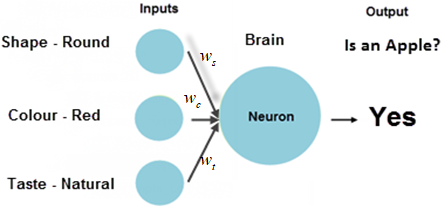 Inputs
Output
Shape - Round
Brain
Is an Apple?
w_s
Colour - Red
w_c
Neuron
Yes
w_t
Taste - Natural